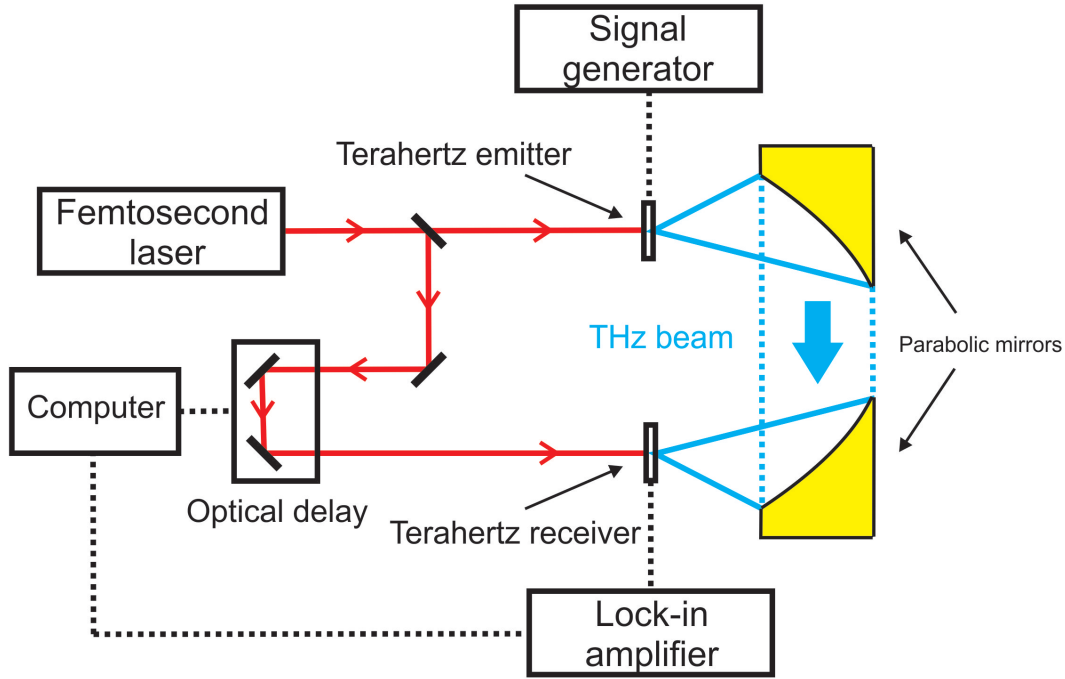 Signal
generator
Terahertz emitter
Femtosecond
laser
THz beam
Parabolic mirrors
Computer
Optical delay
Terahertz receiver
Lock-in
amplifier